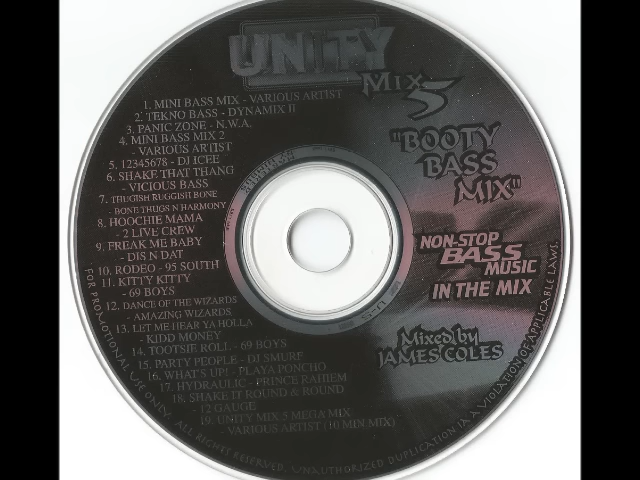 UNITY
MIX 5
1. MINI BASS MIX - VARIOUS ARTIST
2. TEKNO BASS - DYNAMIX II
3. PANIC ZONE - N.W.A.
4. MINI BASS MIX 2
- VARIOUS ARTIST
5. 12345678 - DJ ICEE
6. SHAKE THAT THANG
- VICIOUS BASS
7. THUGISH RUGGISH BONE
- BONE THUGS N HARMONY
8. HOOCHIE MAMA
- 2 LIVE CREW
9. FREAK ME BABY
- DIS N DAT
10. RODEO - 95 SOUTH
11. KITTY KITTY
- 69 BOYS
12. DANCE OF THE WIZARDS
- AMAZING WIZARDS
13. LET ME HEAR YA HOLLA
- KIDD MONEY
14. TOOTSIE ROLL - 69 BOYS
15. PARTY PEOPLE - DJ SMURF
16. WHAT'S UP! - PLAYA PONCHO
17. HYDRAULIC - PRINCE RAHIEM
18. SHAKE IT ROUND & ROUND
12 GAUGE
19. UNITY MIX 5 MEGA MIX
- VARIOUS ARTIST (10 MIN MIX)
"BOOTY
BASS
MIX"
NON-STOP
BASS
MUSIC
IN THE MIX
Mixed by
JAMES COLES
FOR PROMOTIONAL USE ONLY. ALL RIGHTS RESERVED. UNAUTHORIZED DUPLICATION IS A VIOLATION OF APPLICABLE LAWS.